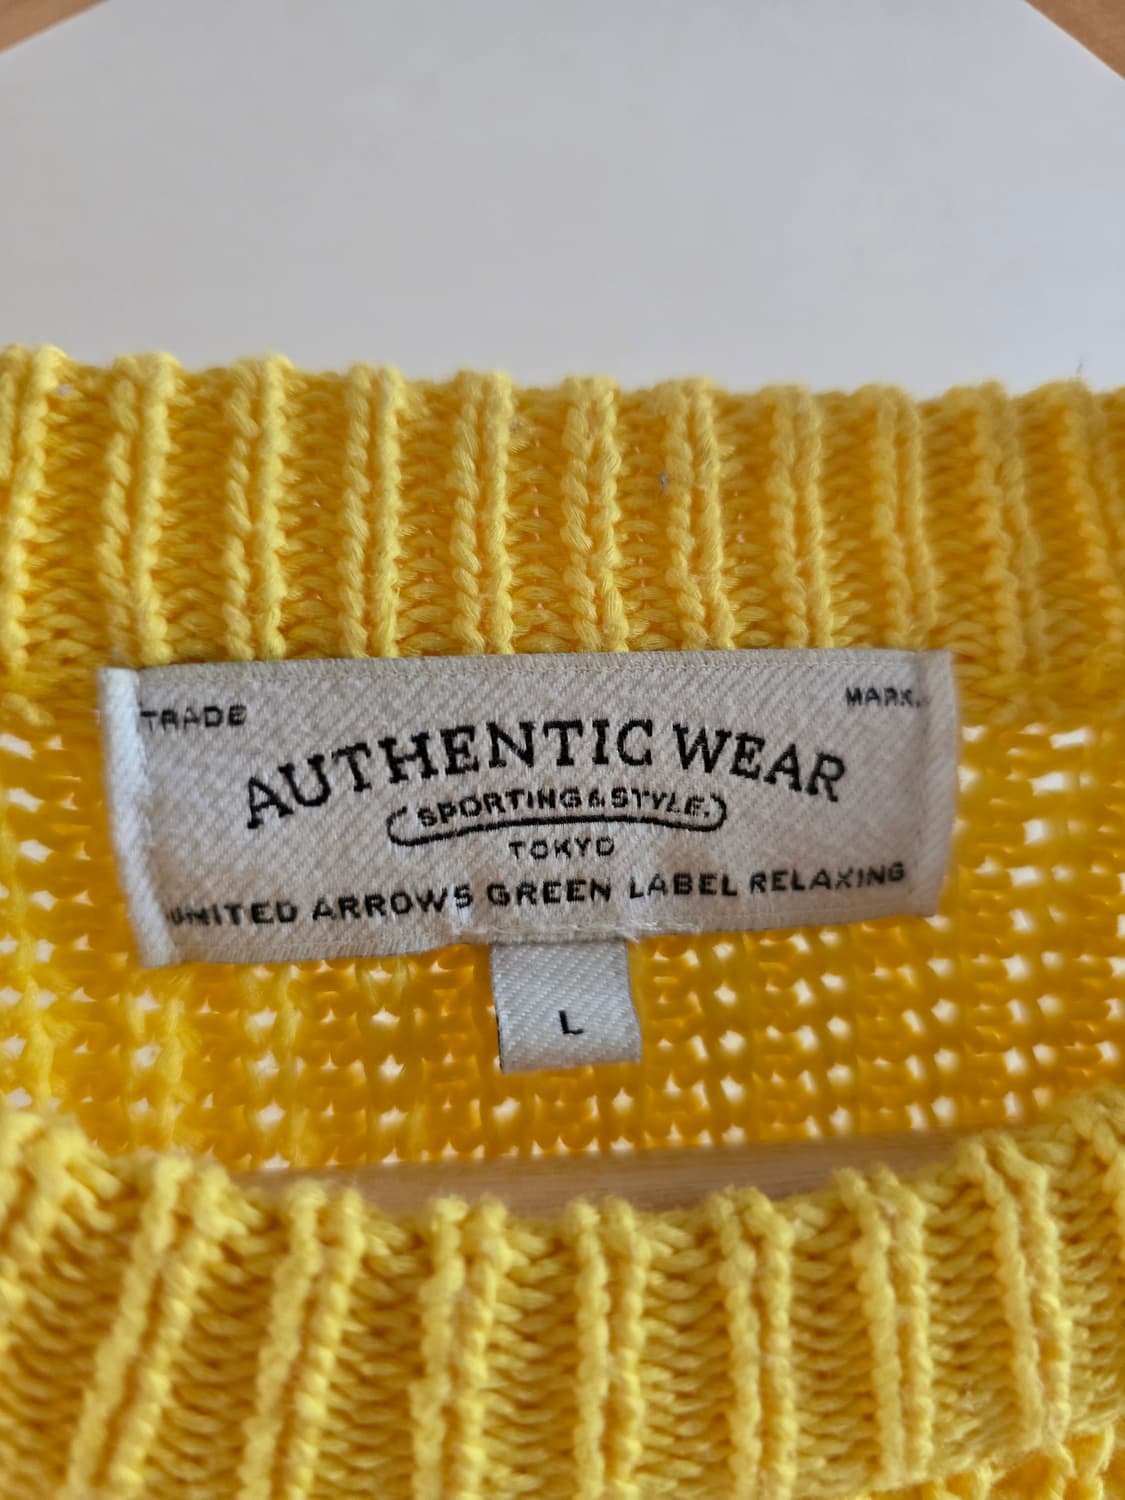 TRADE MARK.
AUTHENTIC WEAR
SPORTING & STYLE.
TOKYO
UNITED ARROWS GREEN LABEL RELAXING
L